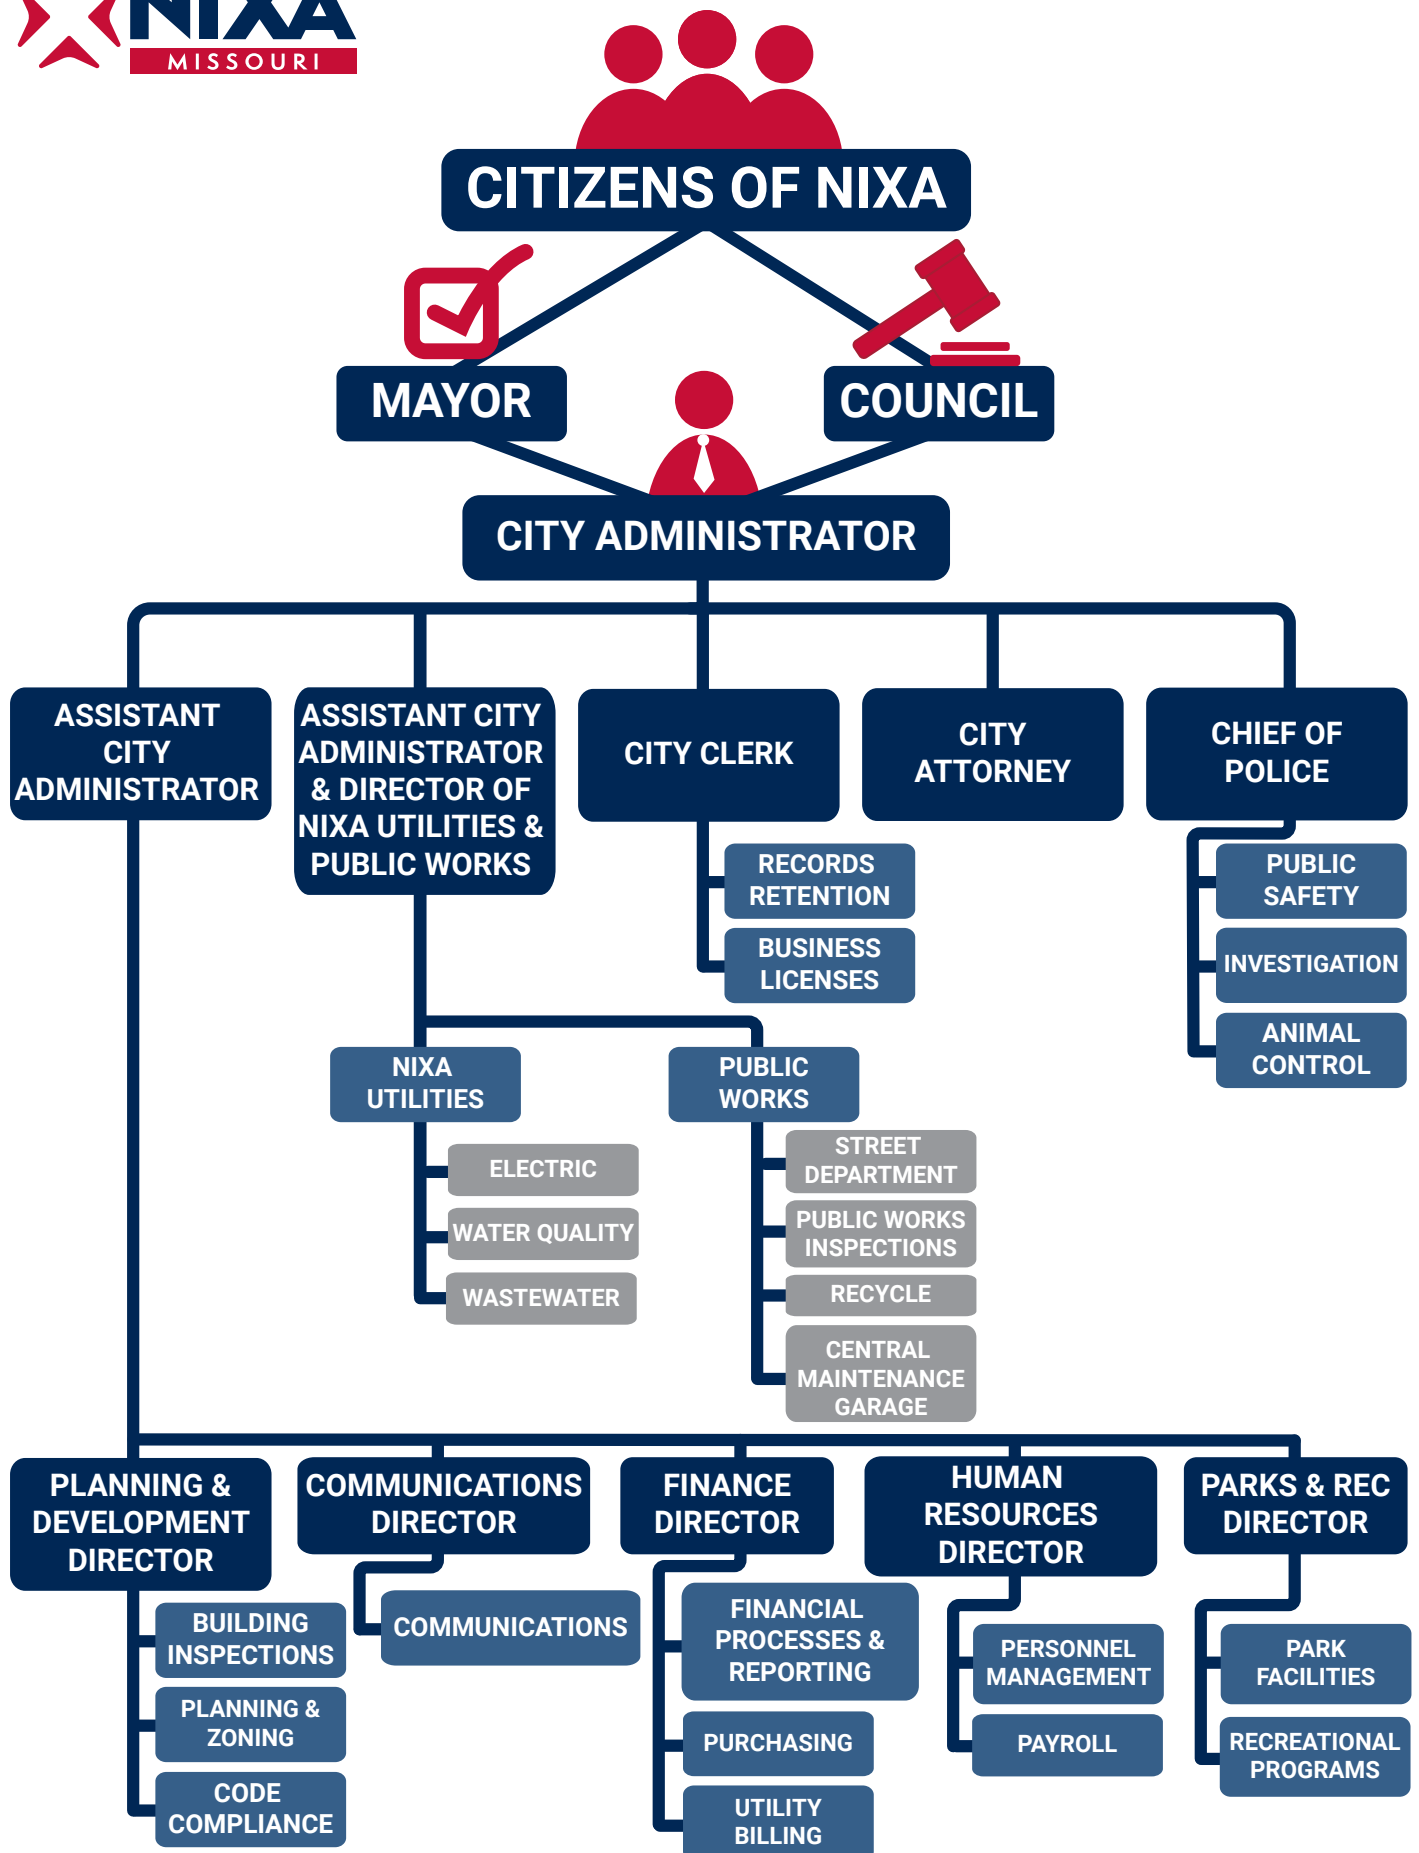 NIXA
MISSOURI
CITIZENS OF NIXA
MAYOR
COUNCIL
CITY ADMINISTRATOR
ASSISTANT
CITY
ADMINISTRATOR
ASSISTANT CITY
ADMINISTRATOR
& DIRECTOR OF
NIXA UTILITIES &
PUBLIC WORKS
CITY CLERK
CITY
ATTORNEY
CHIEF OF
POLICE
RECORDS
RETENTION
BUSINESS
LICENSES
PUBLIC
SAFETY
INVESTIGATION
ANIMAL
CONTROL
NIXA
UTILITIES
PUBLIC
WORKS
ELECTRIC
WATER QUALITY
WASTEWATER
STREET
DEPARTMENT
PUBLIC WORKS
INSPECTIONS
RECYCLE
CENTRAL
MAINTENANCE
GARAGE
PLANNING &
DEVELOPMENT
DIRECTOR
COMMUNICATIONS
DIRECTOR
FINANCE
DIRECTOR
HUMAN
RESOURCES
DIRECTOR
PARKS & REC
DIRECTOR
BUILDING
INSPECTIONS
PLANNING &
ZONING
CODE
COMPLIANCE
COMMUNICATIONS
FINANCIAL
PROCESSES &
REPORTING
PURCHASING
UTILITY
BILLING
PERSONNEL
MANAGEMENT
PAYROLL
PARK
FACILITIES
RECREATIONAL
PROGRAMS